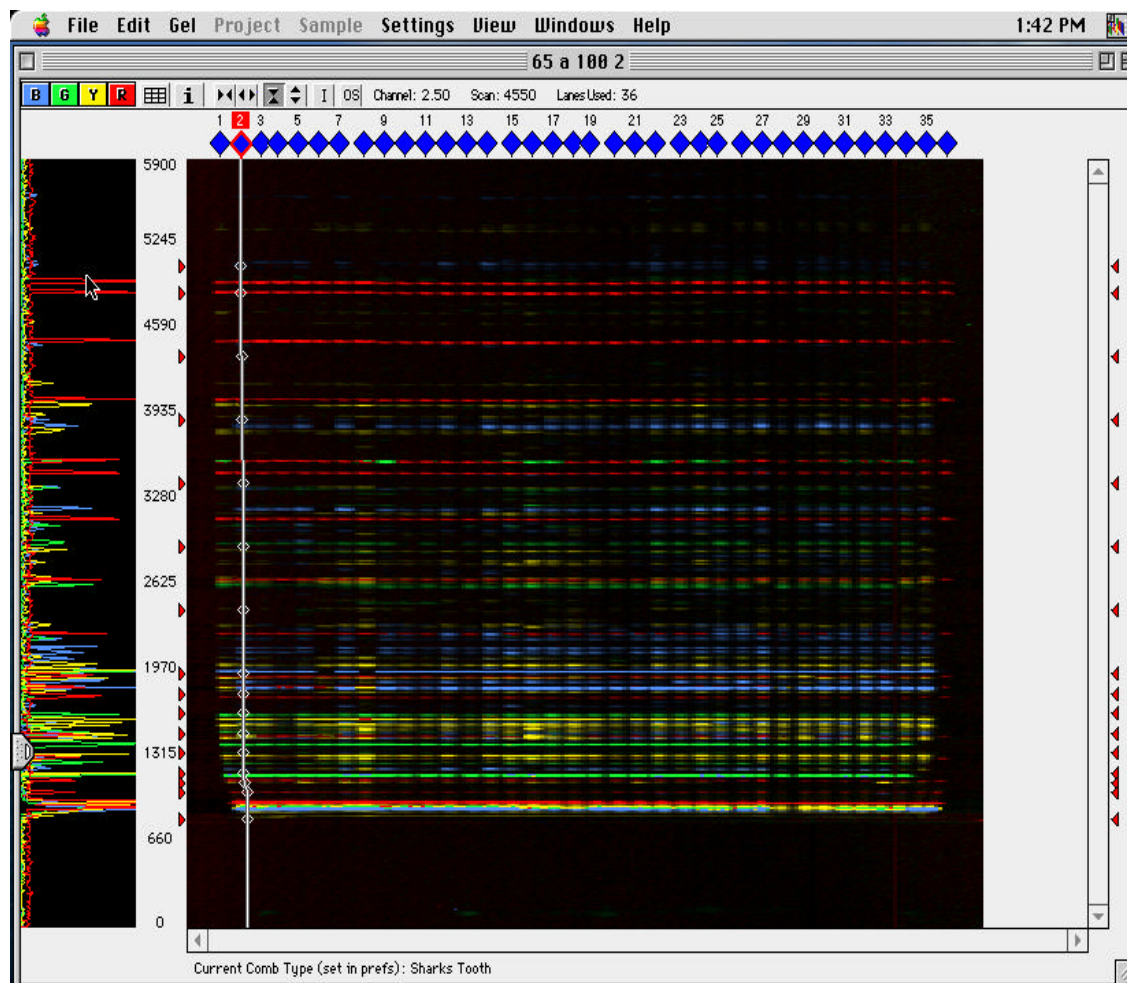 File Edit Gel Project Sample Settings View Windows Help 1:42 PM
65 a 100 2
B G Y R i I OS Channel: 2.50 Scan: 4550 Lanes Used: 36
1 2 3 5 7 9 11 13 15 17 19 21 23 25 27 29 31 33 35
5900
5245
4590
3935
3280
2625
1970
1315
660
0
Current Comb Type (set in prefs): Sharks Tooth